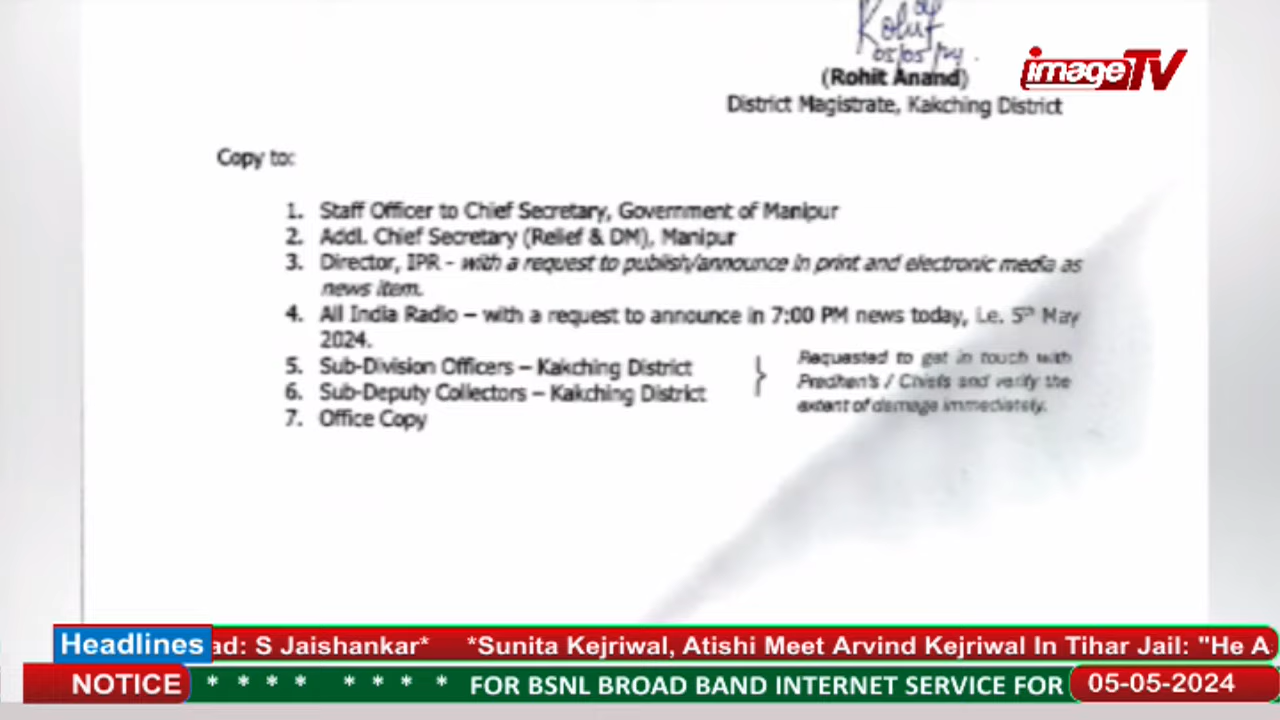 05/05/24
(Rohit Anand)
District Magistrate, Kakching District
imageTV
Copy to:
1. Staff Officer to Chief Secretary, Government of Manipur
2. Addl. Chief Secretary (Relief & DM), Manipur
3. Director, IPR - with a request to publish/announce in print and electronic media as
news item.
4. All India Radio – with a request to announce in 7:00 PM news today, i.e. 5th May
2024.
5. Sub-Division Officers – Kakching District
6. Sub-Deputy Collectors – Kakching District
} Requested to get in touch with
Pradhan's / Chiefs and verify the
extent of damage immediately.
7. Office Copy
Headlines ad: S Jaishankar* *Sunita Kejriwal, Atishi Meet Arvind Kejriwal In Tihar Jail: "He A
NOTICE * * * * * * * * FOR BSNL BROAD BAND INTERNET SERVICE FOR 05-05-2024